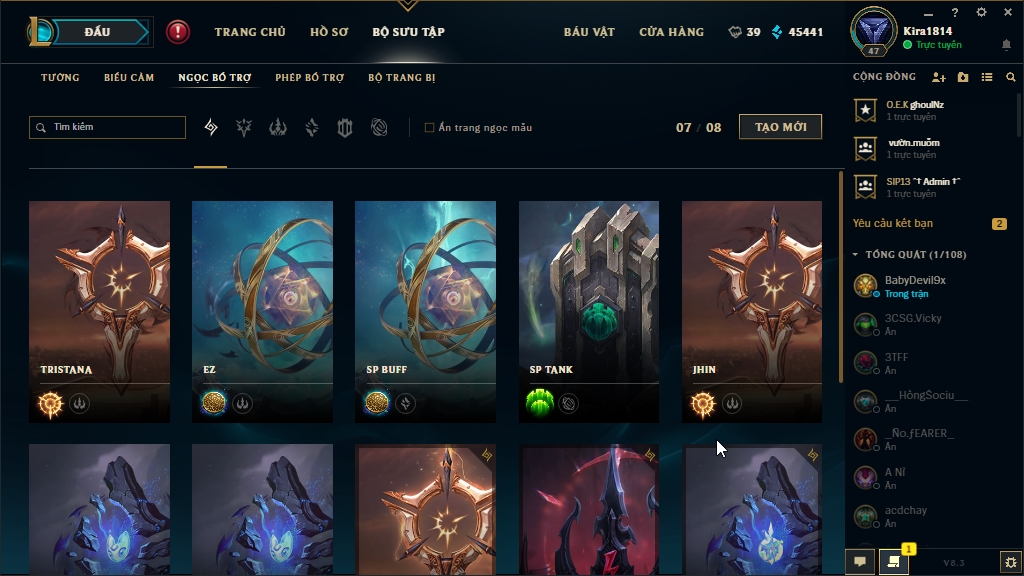 ĐẤU
TRANG CHỦ
HỒ SƠ
BỘ SƯU TẬP
BÁU VẬT
CỬA HÀNG
39
45441
47
Kira1814
Trực tuyến
TƯỚNG
BIỂU CẢM
NGỌC BỔ TRỢ
PHÉP BỔ TRỢ
BỘ TRANG BỊ
Tìm kiếm
Ẩn trang ngọc mẫu
07 / 08
TẠO MỚI
TRISTANA
EZ
SP BUFF
SP TANK
JHIN
CỘNG ĐỒNG
O.E.K ghoulNz
1 trực tuyến
vườn.muỗm
1 trực tuyến
SIP13 ^† Admin †^
1 trực tuyến
Yêu cầu kết bạn
2
TỔNG QUÁT (1/108)
BabyDevil9x
Trong trận
3CSG.Vicky
Ẩn
3TFF
Ẩn
__HôngSociu__
Ẩn
_Ño.ƒEARER_
Ẩn
A Nỉ
Ẩn
acdchay
Ẩn
1
V8.3